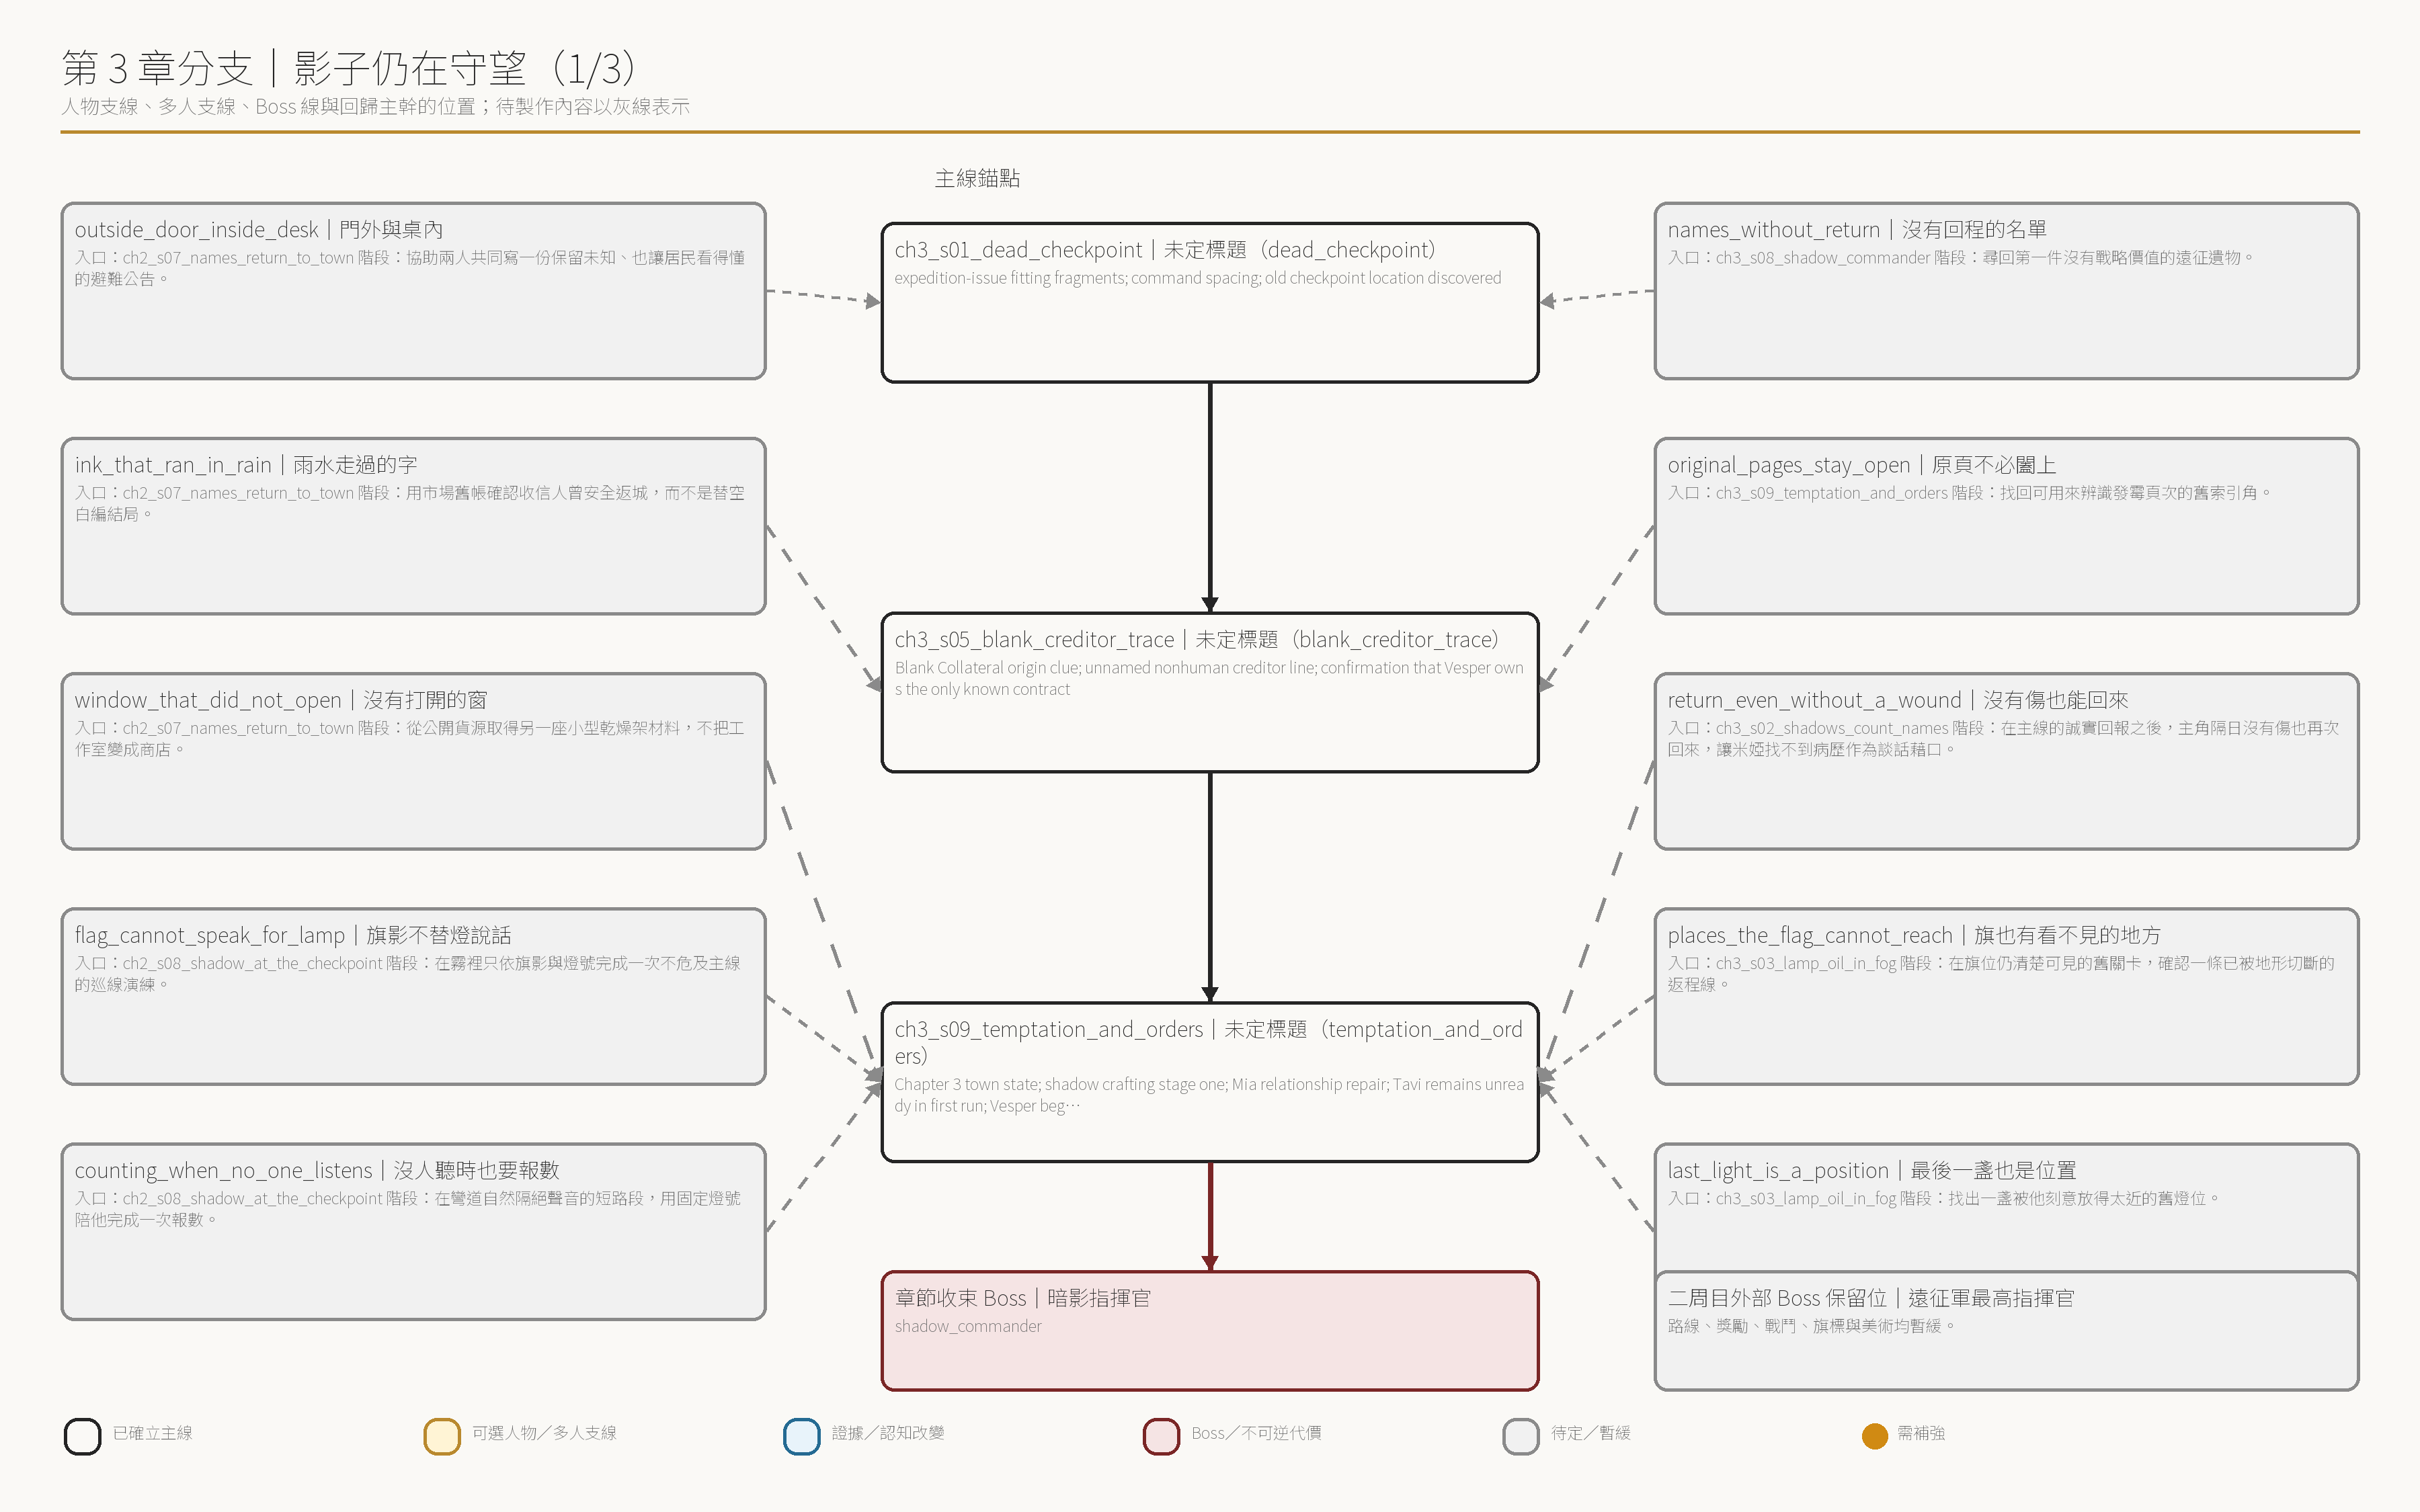 第 3 章分支｜影子仍在守望（1/3）
人物支線、多人支線、Boss 線與回歸主幹的位置；待製作內容以灰線表示
主線錨點
outside_door_inside_desk｜門外與桌內
入口：ch2_s07_names_return_to_town 階段：協助兩人共同寫一份保留未知、也讓居民看得懂
的避難公告。
ink_that_ran_in_rain｜雨水走過的字
入口：ch2_s07_names_return_to_town 階段：用市場舊帳確認收信人曾安全返城，而不是替空
白編結局。
window_that_did_not_open｜沒有打開的窗
入口：ch2_s07_names_return_to_town 階段：從公開貨源取得另一座小型乾燥架材料，不把工
作室變成商店。
flag_cannot_speak_for_lamp｜旗影不替燈說話
入口：ch2_s08_shadow_at_the_checkpoint 階段：在霧裡只依旗影與燈號完成一次不危及主線
的巡線演練。
counting_when_no_one_listens｜沒人聽時也要報數
入口：ch2_s08_shadow_at_the_checkpoint 階段：在彎道自然隔絕聲音的短路段，用固定燈號
陪他完成一次報數。
ch3_s01_dead_checkpoint｜未定標題（dead_checkpoint）
expedition-issue fitting fragments; command spacing; old checkpoint location discovered
ch3_s05_blank_creditor_trace｜未定標題（blank_creditor_trace）
Blank Collateral origin clue; unnamed nonhuman creditor line; confirmation that Vesper own
s the only known contract
ch3_s09_temptation_and_orders｜未定標題（temptation_and_ord
ers）
Chapter 3 town state; shadow crafting stage one; Mia relationship repair; Tavi remains unrea
dy in first run; Vesper beg…
章節收束 Boss｜暗影指揮官
shadow_commander
names_without_return｜沒有回程的名單
入口：ch3_s08_shadow_commander 階段：尋回第一件沒有戰略價值的遠征遺物。
original_pages_stay_open｜原頁不必闔上
入口：ch3_s09_temptation_and_orders 階段：找回可用來辨識發霉頁次的舊索引角。
return_even_without_a_wound｜沒有傷也能回來
入口：ch3_s02_shadows_count_names 階段：在主線的誠實回報之後，主角隔日沒有傷也再次
回來，讓米婭找不到病歷作為談話藉口。
places_the_flag_cannot_reach｜旗也有看不見的地方
入口：ch3_s03_lamp_oil_in_fog 階段：在旗位仍清楚可見的舊關卡，確認一條已被地形切斷的
返程線。
last_light_is_a_position｜最後一盞也是位置
入口：ch3_s03_lamp_oil_in_fog 階段：找出一盞被他刻意放得太近的舊燈位。
二周目外部 Boss 保留位｜遠征軍最高指揮官
路線、獎勵、戰鬥、旗標與美術均暫緩。
已確立主線
可選人物／多人支線
證據／認知改變
Boss／不可逆代價
待定／暫緩
需補強